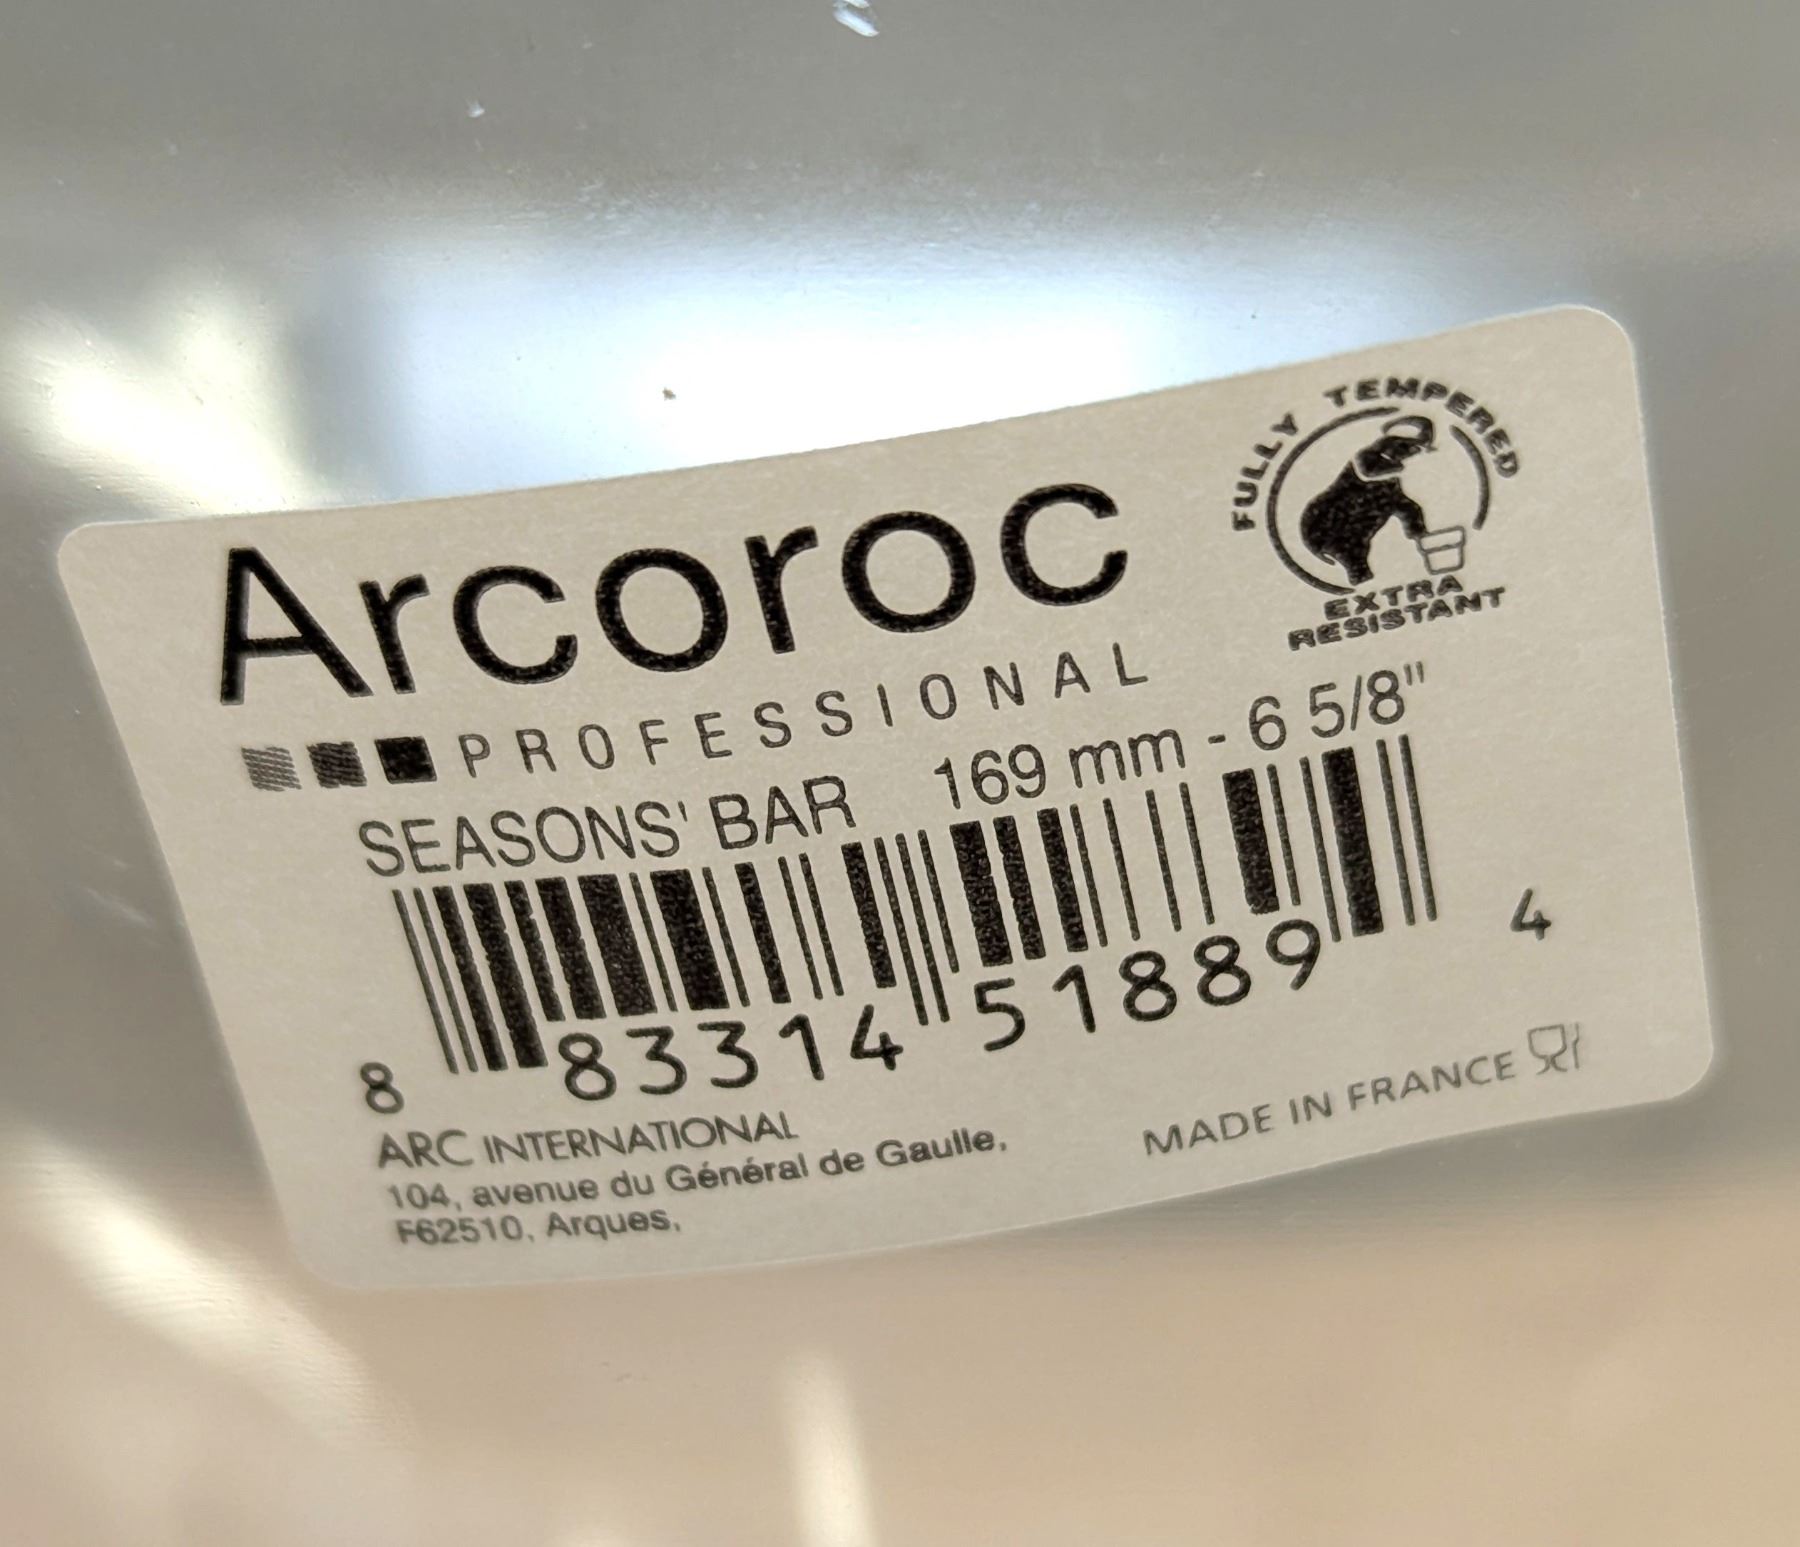 Arcoroc
FULLY TEMPERED
EXTRA
RESISTANT
PROFESSIONAL
SEASONS' BAR 169 mm - 6 5/8"
8 83314 51889 4
ARC INTERNATIONAL
104, avenue du Général de Gaulle,
F62510, Arques,
MADE IN FRANCE